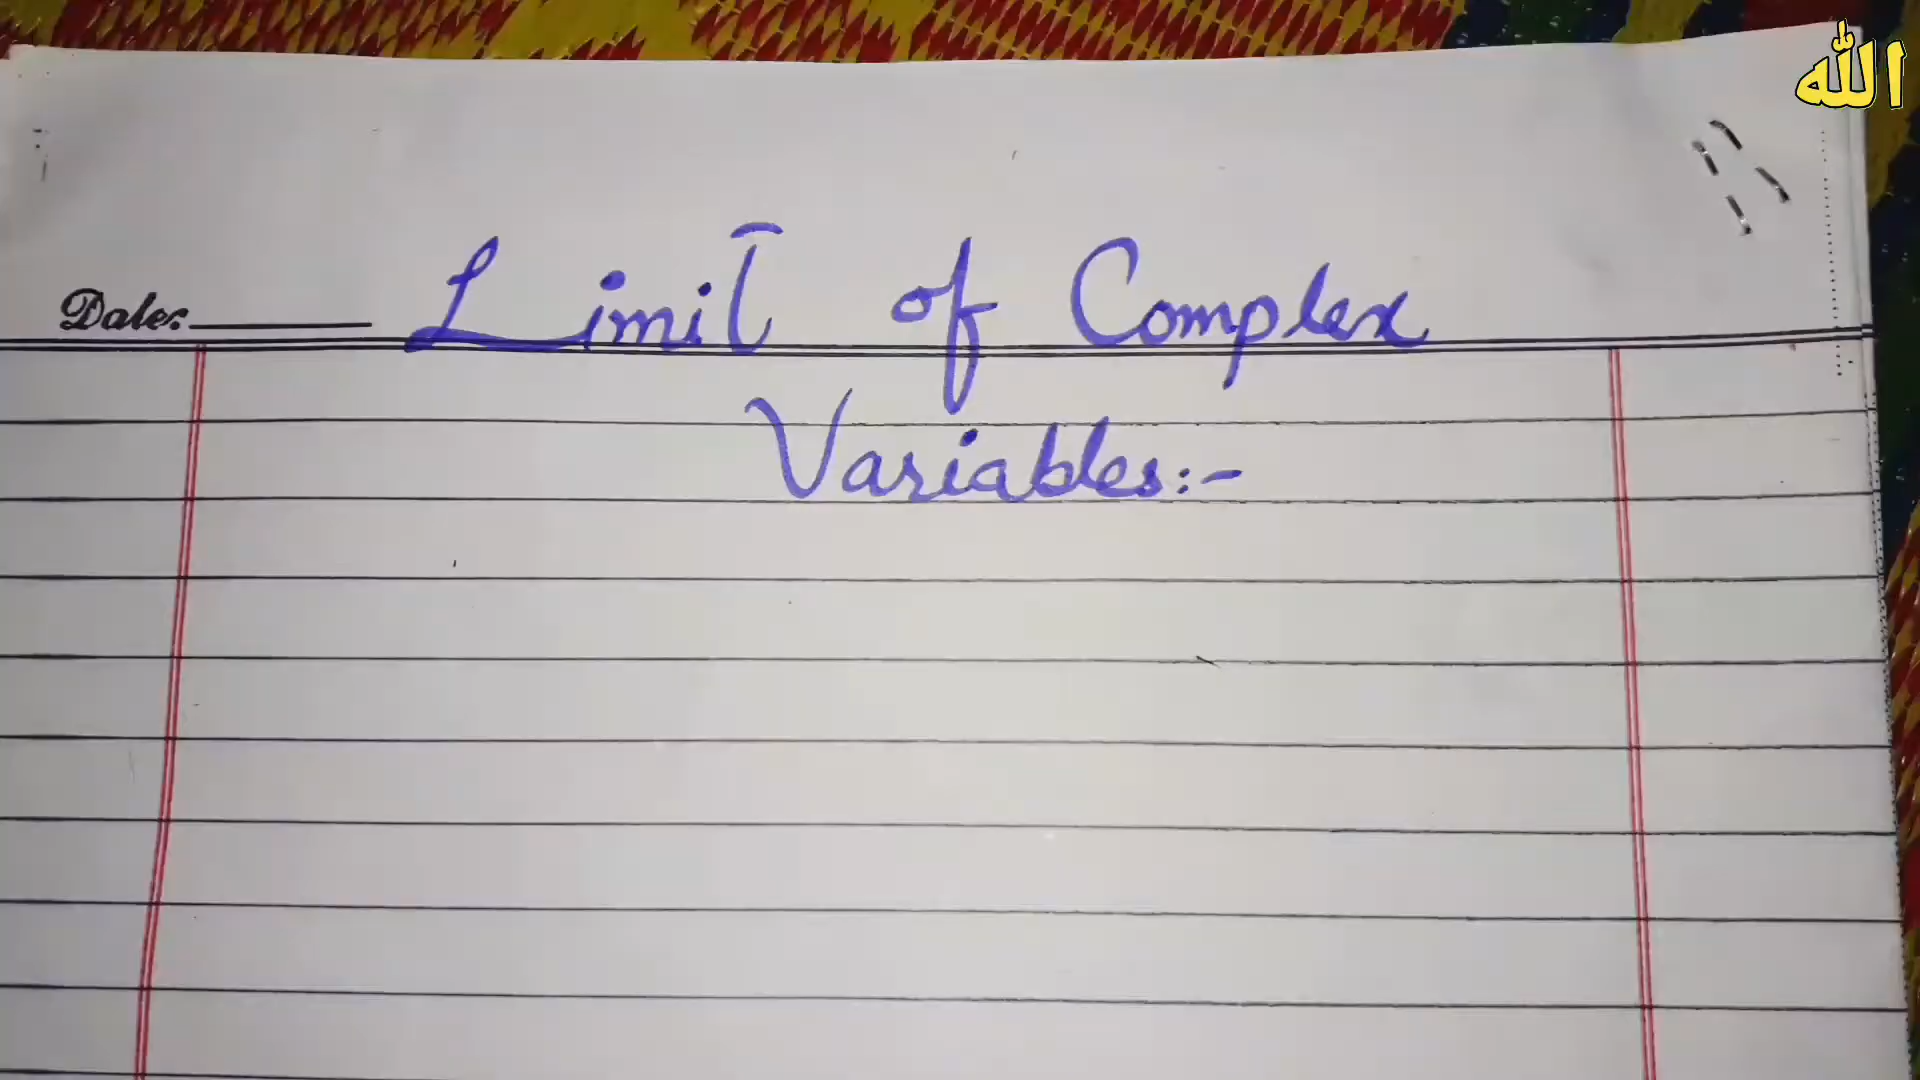 الله
Date:
Limit of Complex
Variables:-